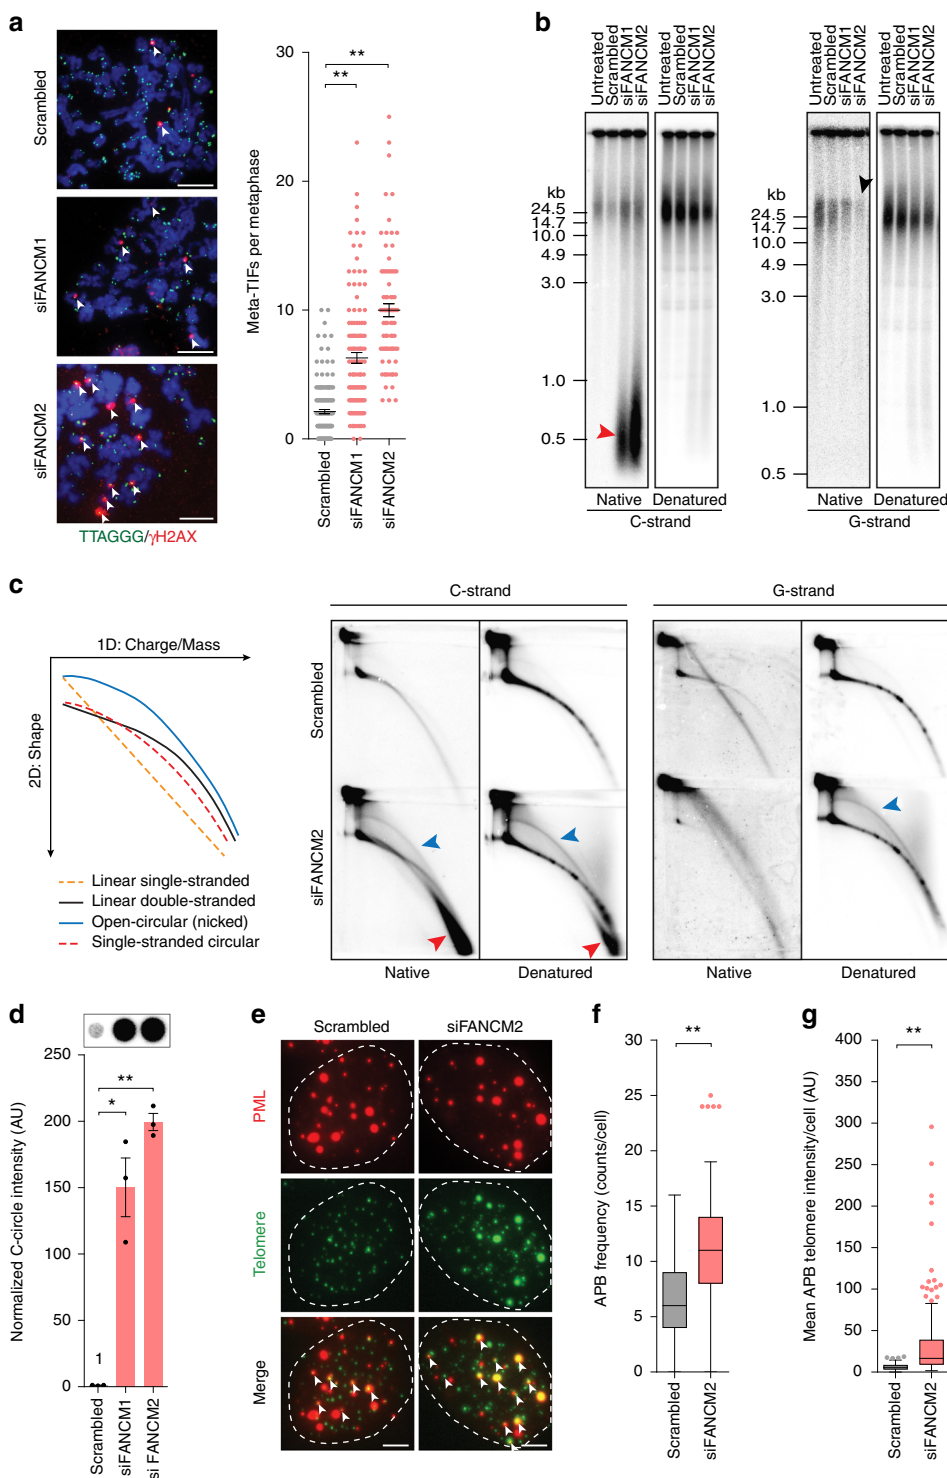 a
Scrambled
siFANCM1
siFANCM2
TTAGGG/γH2AX
Meta-TIFs per metaphase
30
20
10
0
**
**
Scrambled
siFANCM1
siFANCM2
b
Untreated
Scrambled
siFANCM1
siFANCM2
Untreated
Scrambled
siFANCM1
siFANCM2
kb
24.5
14.7
10.0
4.9
3.0
1.0
0.5
Native
Denatured
C-strand
Untreated
Scrambled
siFANCM1
siFANCM2
Untreated
Scrambled
siFANCM1
siFANCM2
kb
24.5
14.7
10.0
4.9
3.0
1.0
0.5
Native
Denatured
G-strand
c
1D: Charge/Mass
2D: Shape
Linear single-stranded
Linear double-stranded
Open-circular (nicked)
Single-stranded circular
C-strand
G-strand
Scrambled
siFANCM2
Native
Denatured
Native
Denatured
d
Normalized C-circle intensity (AU)
250
200
150
100
50
0
**
*
1
Scrambled
siFANCM1
si FANCM2
e
Scrambled
siFANCM2
PML
Telomere
Merge
f
APB frequency (counts/cell)
30
25
20
15
10
5
0
**
Scrambled
siFANCM2
g
Mean APB telomere intensity/cell (AU)
400
350
300
250
200
150
100
50
0
**
Scrambled
siFANCM2